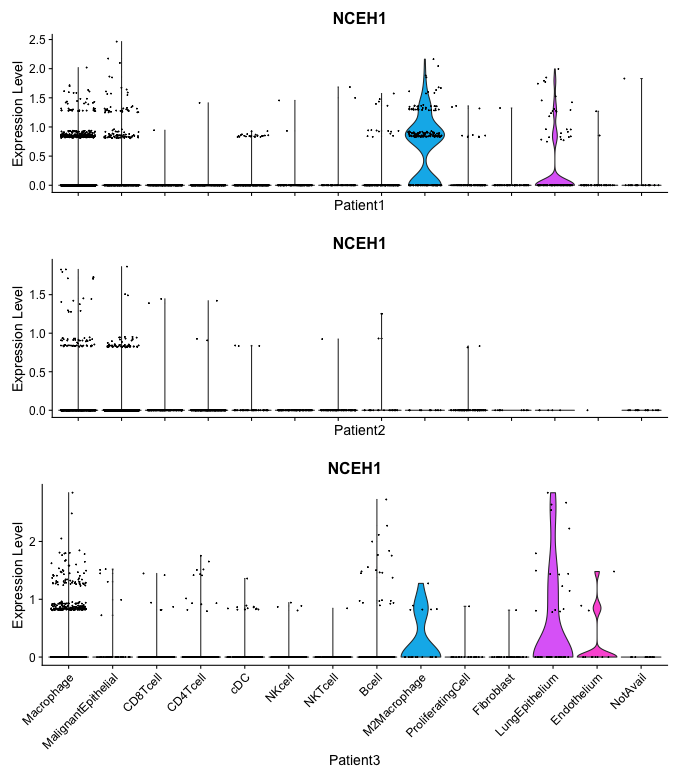 NCEH1
Expression Level
2.5
2.0
1.5
1.0
0.5
0.0
Patient1
NCEH1
Expression Level
1.5
1.0
0.5
0.0
Patient2
NCEH1
Expression Level
2
1
0
Macrophage
MalignantEpithelial
CD8Tcell
CD4Tcell
cDC
NKcell
NKTcell
Bcell
M2Macrophage
ProliferatingCell
Fibroblast
LungEpithelium
Endothelium
NotAvail
Patient3